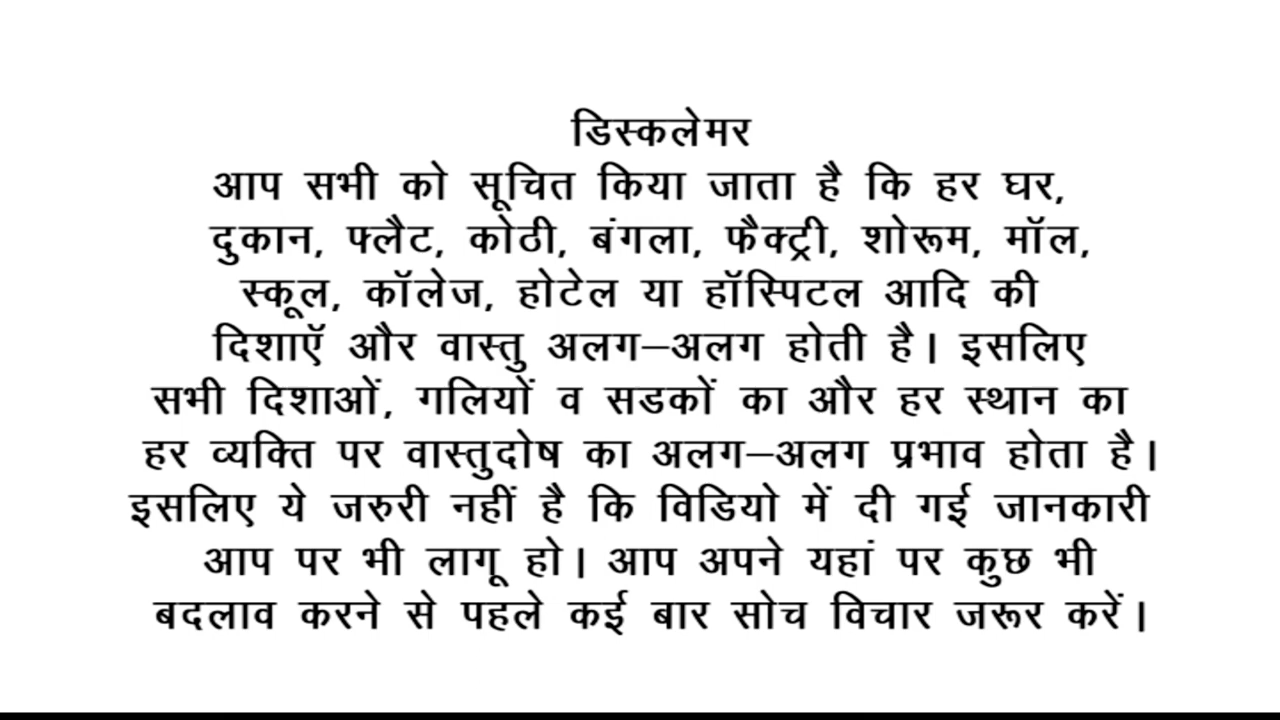 डिस्कलेमर
आप सभी को सूचित किया जाता है कि हर घर,
दुकान, फ्लैट, कोठी, बंगला, फैक्ट्री, शोरूम, मॉल,
स्कूल, कॉलेज, होटेल या हॉस्पिटल आदि की
दिशाऍ और वास्तु अलग–अलग होती है। इसलिए
सभी दिशाओं, गलियों व सडकों का और हर स्थान का
हर व्यक्ति पर वास्तुदोष का अलग–अलग प्रभाव होता है।
इसलिए ये जरुरी नहीं है कि विडियो में दी गई जानकारी
आप पर भी लागू हो। आप अपने यहां पर कुछ भी
बदलाव करने से पहले कई बार सोच विचार जरूर करें।